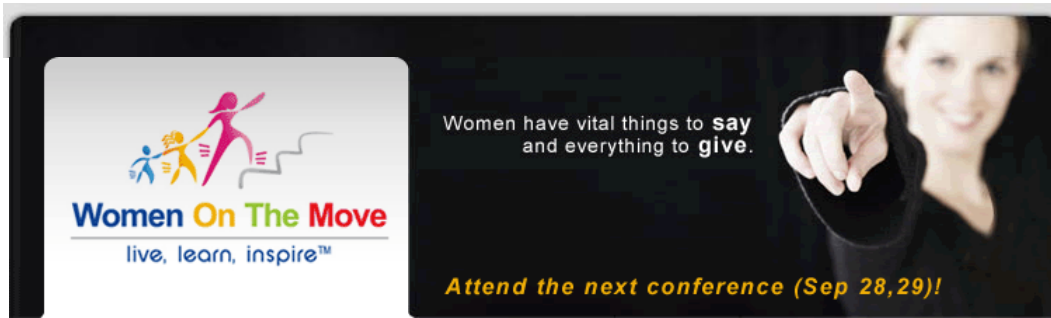 Women On The Move
live, learn, inspire™
Women have vital things to say
and everything to give.
Attend the next conference (Sep 28,29)!